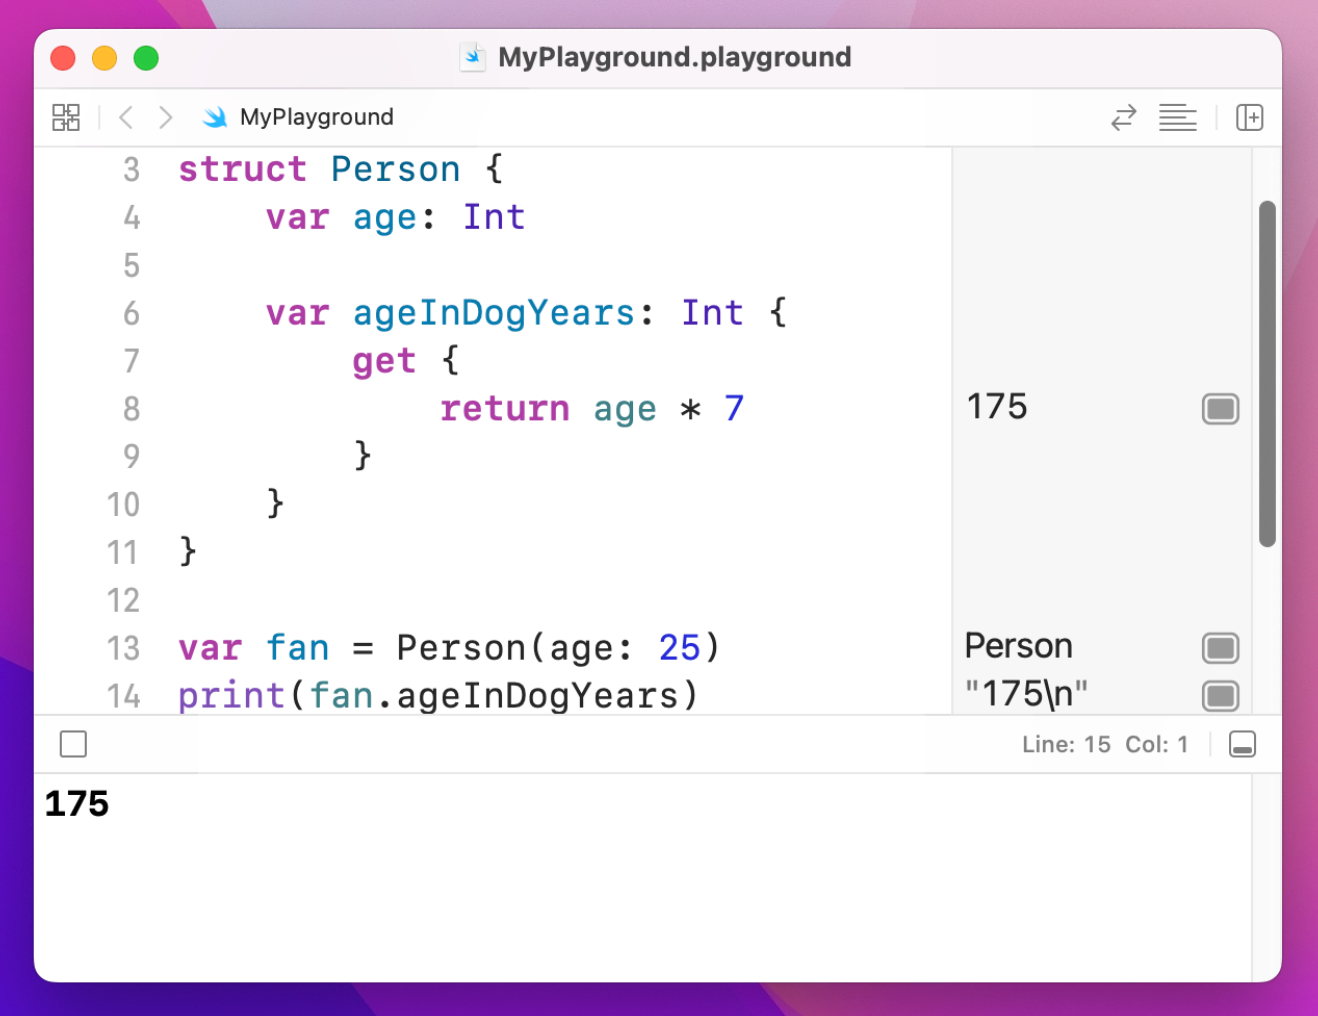 MyPlayground.playground
MyPlayground
3 struct Person {
4     var age: Int
5
6     var ageInDogYears: Int {
7         get {
8             return age * 7 175
9         }
10     }
11 }
12
13 var fan = Person(age: 25) Person
14 print(fan.ageInDogYears) "175\n"
Line: 15 Col: 1
175